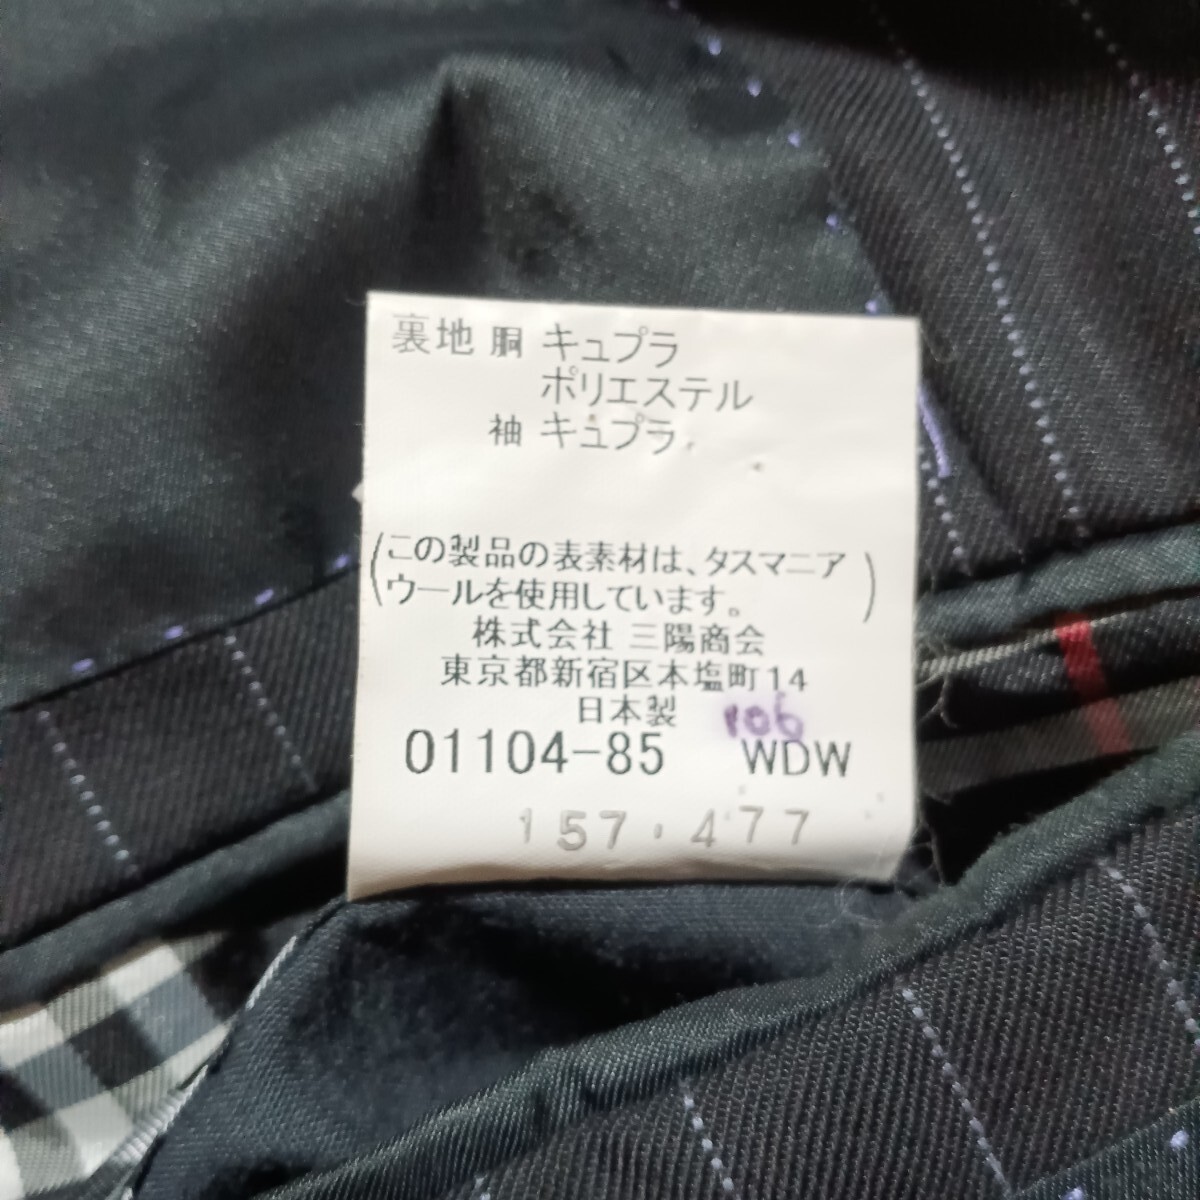 裏地 胴 キュプラ
ポリエステル
袖 キュプラ
(この製品の表素材は、タスマニア
ウールを使用しています。)
株式会社 三陽商会
東京都新宿区本塩町14
日本製 106
01104-85 WDW
157.477